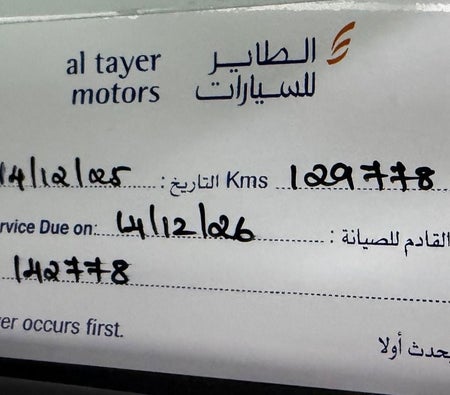 al tayer motors
الطاير للسيارات
14/12/25 التاريخ : Kms 129778
rvice Due on: 14/12/26 القادم للصيانة :
142778
er occurs first. يحدث أولا